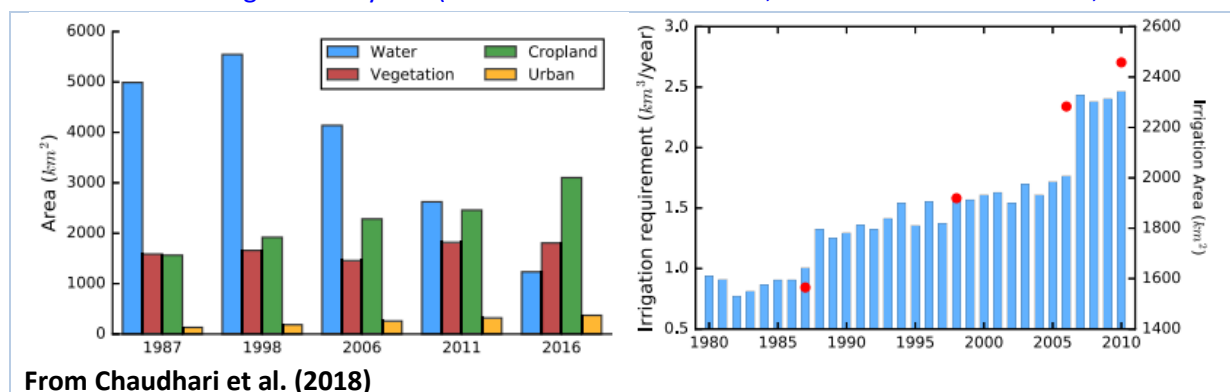 6000
5000
4000
3000
2000
1000
0
Area (km²)
Water
Vegetation
Cropland
Urban
1987 1998 2006 2011 2016
3.0
2.5
2.0
1.5
1.0
0.5
Irrigation requirement (km³/year)
2600
2400
2200
2000
1800
1600
1400
Irrigation Area (km²)
1980 1985 1990 1995 2000 2005 2010
From Chaudhari et al. (2018)